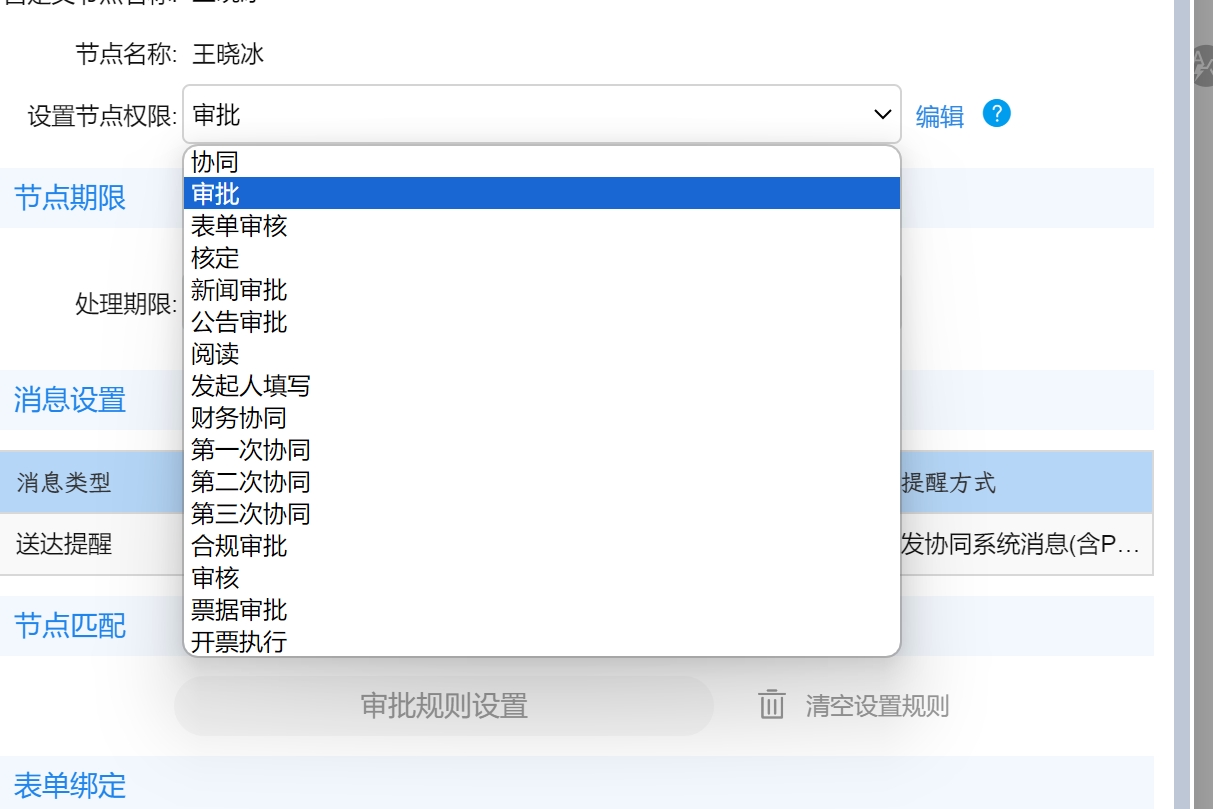 节点名称: 王晓冰
设置节点权限: 审批 编辑 ?
协同
审批
节点期限
表单审核
核定
新闻审批
处理期限:
公告审批
阅读
发起人填写
消息设置
财务协同
第一次协同
消息类型 提醒方式
第二次协同
第三次协同
送达提醒 发协同系统消息(含P...
合规审批
审核
票据审批
节点匹配
开票执行
审批规则设置 清空设置规则
表单绑定